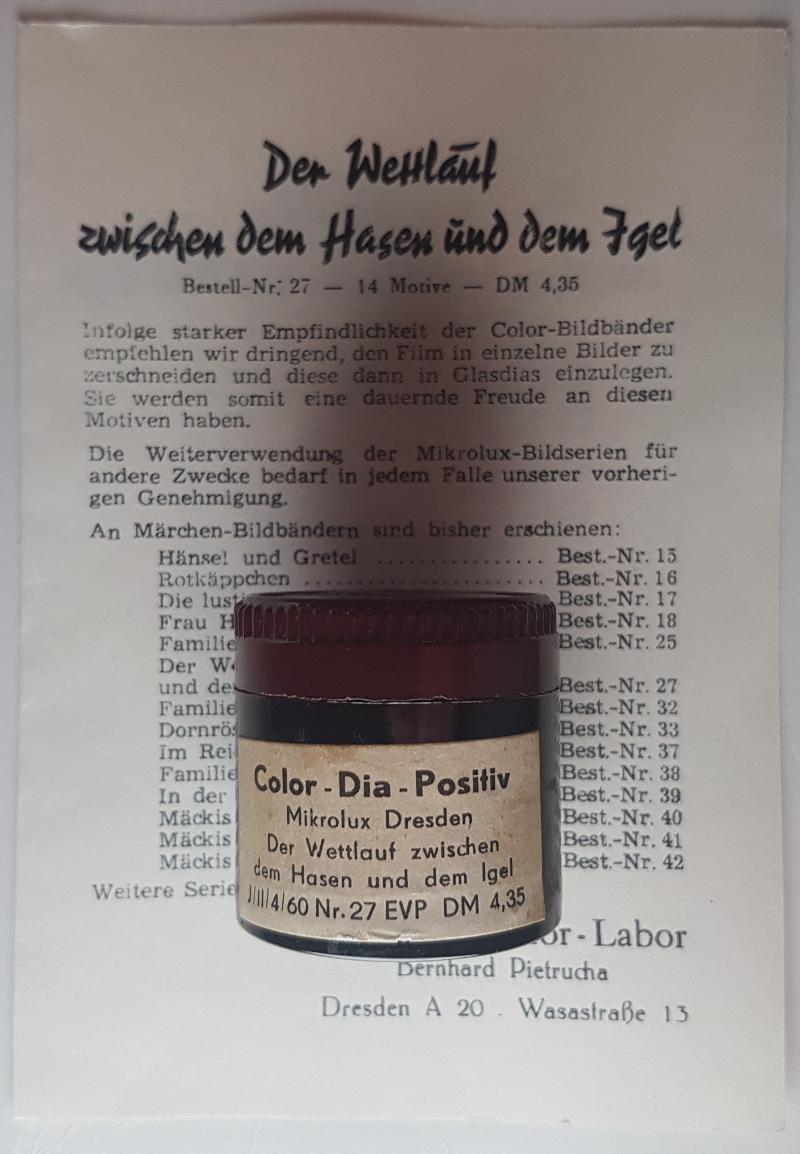 Der Wettlauf
zwischen dem Hasen und dem Igel
Bestell-Nr. 27 — 14 Motive — DM 4,35
Infolge starker Empfindlichkeit der Color-Bildbänder
empfehlen wir dringend, den Film in einzelne Bilder zu
zerschneiden und diese dann in Glasdias einzulegen.
Sie werden somit eine dauernde Freude an diesen
Motiven haben.
Die Weiterverwendung der Mikrolux-Bildserien für
andere Zwecke bedarf in jedem Falle unserer vorheri-
gen Genehmigung.
An Märchen-Bildbändern sind bisher erschienen:
Hänsel und Gretel ................ Best.-Nr. 15
Rotkäppchen ....................... Best.-Nr. 16
Die Best.-Nr. 17
Frau Best.-Nr. 18
Familie Best.-Nr. 25
Der
und Best.-Nr. 27
Familie Best.-Nr. 32
Best.-Nr. 33
Im Best.-Nr. 37
Familie Best.-Nr. 38
In der Best.-Nr. 39
Mäckis Best.-Nr. 40
Mäckis Best.-Nr. 41
Mäckis Best.-Nr. 42
Weitere Serie
or-Labor
Bernhard Pietrucha
Dresden A 20 . Wasastraße 13
Color-Dia-Positiv
Mikrolux Dresden
Der Wettlauf zwischen
dem Hasen und dem Igel
J/II/4/60 Nr. 27 EVP DM 4,35